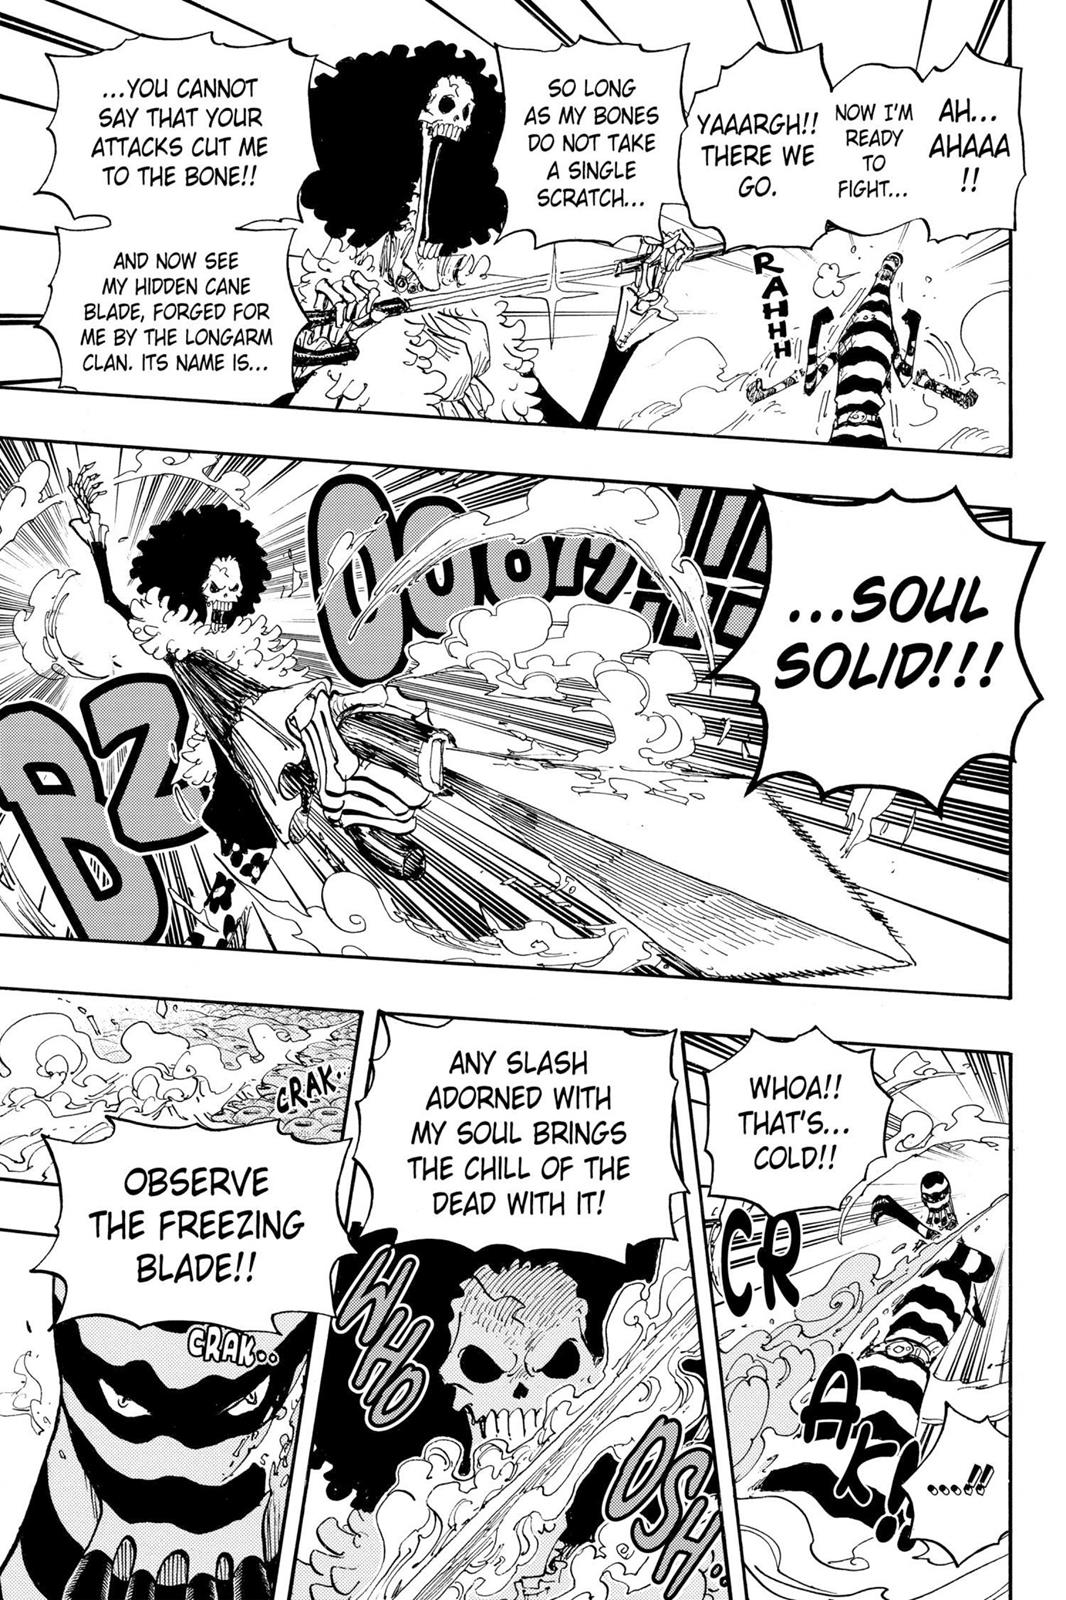 AH...
AHAAA
!!
NOW I'M
READY
TO
FIGHT...
YAAARGH!!
THERE WE
GO.
RAHHH
SO LONG
AS MY BONES
DO NOT TAKE
A SINGLE
SCRATCH...
...YOU CANNOT
SAY THAT YOUR
ATTACKS CUT ME
TO THE BONE!!
AND NOW SEE
MY HIDDEN CANE
BLADE, FORGED FOR
ME BY THE LONGARM
CLAN. ITS NAME IS...
...SOUL
SOLID!!!
BZ
WHOA!!
THAT'S...
COLD!!
CR
AK!
.....!!
ANY SLASH
ADORNED WITH
MY SOUL BRINGS
THE CHILL OF THE
DEAD WITH IT!
WHO
OSH...
CRAK.
OBSERVE
THE FREEZING
BLADE!!
CRAK..